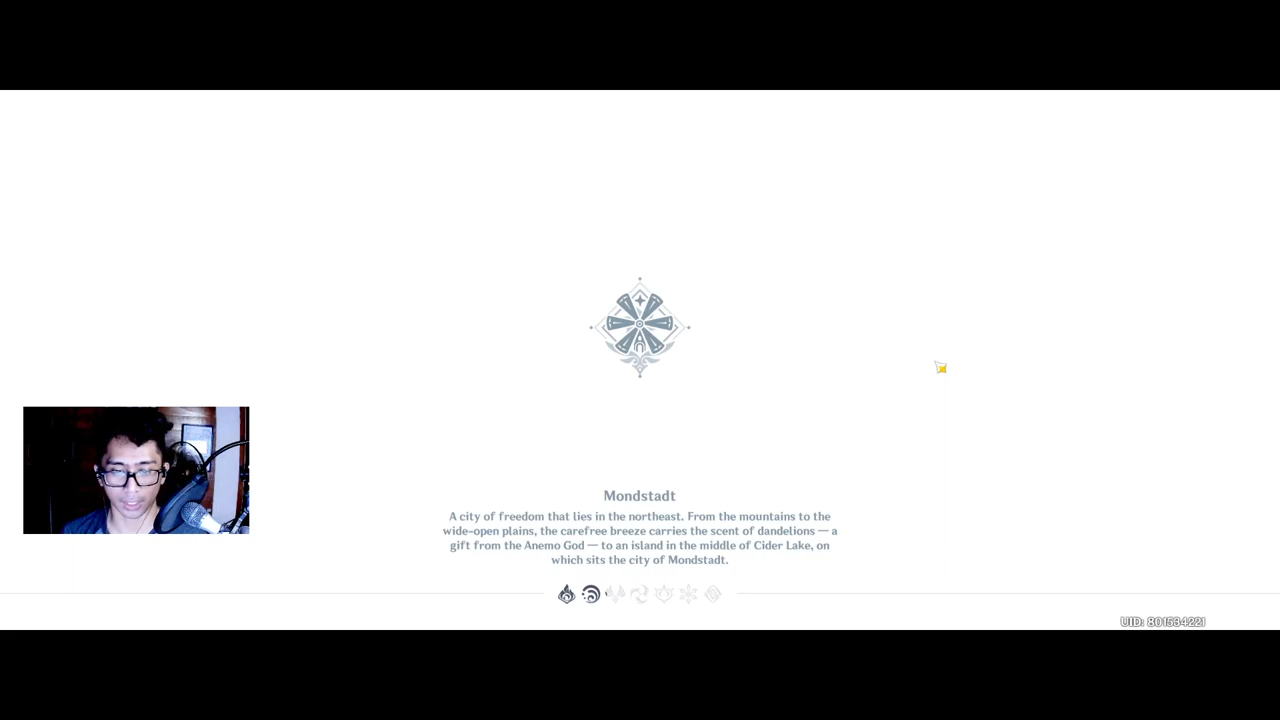 Mondstadt
A city of freedom that lies in the northeast. From the mountains to the
wide-open plains, the carefree breeze carries the scent of dandelions — a
gift from the Anemo God — to an island in the middle of Cider Lake, on
which sits the city of Mondstadt.
UID: 801534221